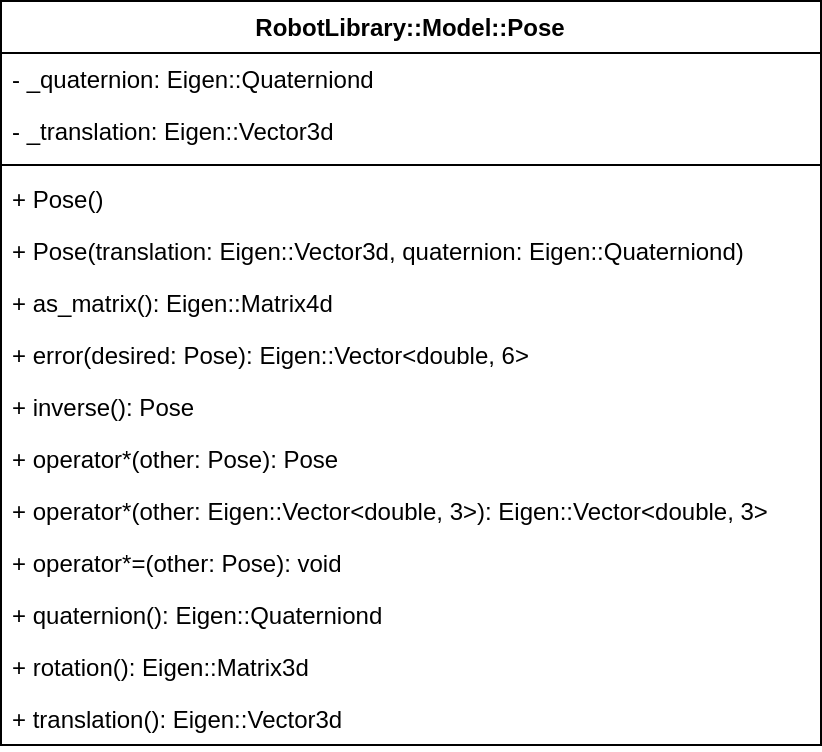 RobotLibrary::Model::Pose
- _quaternion: Eigen::Quaterniond
- _translation: Eigen::Vector3d
+ Pose()
+ Pose(translation: Eigen::Vector3d, quaternion: Eigen::Quaterniond)
+ as_matrix(): Eigen::Matrix4d
+ error(desired: Pose): Eigen::Vector<double, 6>
+ inverse(): Pose
+ operator*(other: Pose): Pose
+ operator*(other: Eigen::Vector<double, 3>): Eigen::Vector<double, 3>
+ operator*=(other: Pose): void
+ quaternion(): Eigen::Quaterniond
+ rotation(): Eigen::Matrix3d
+ translation(): Eigen::Vector3d